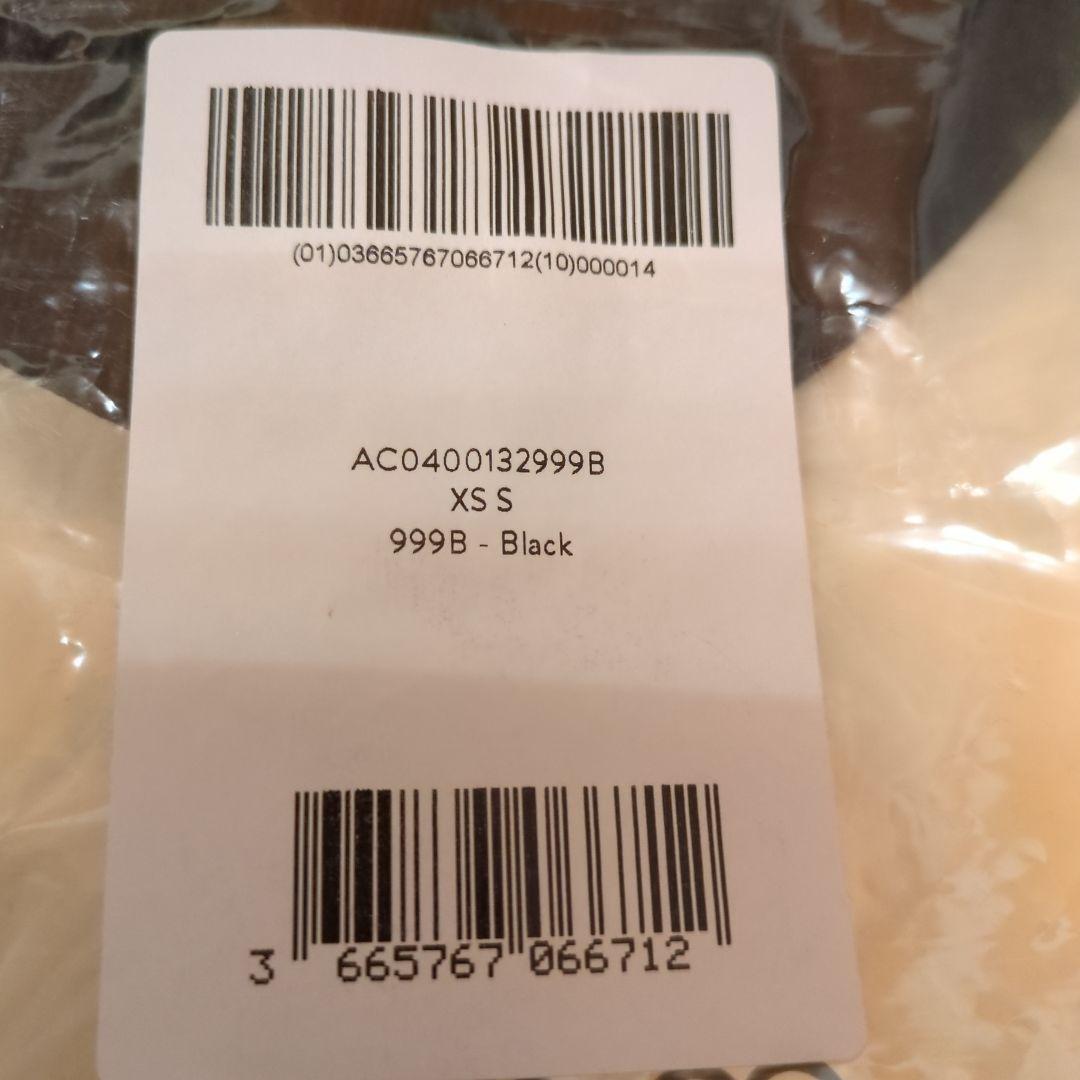 (01)03665767066712(10)000014
AC0400132999B
XS S
999B - Black
3 665767 066712